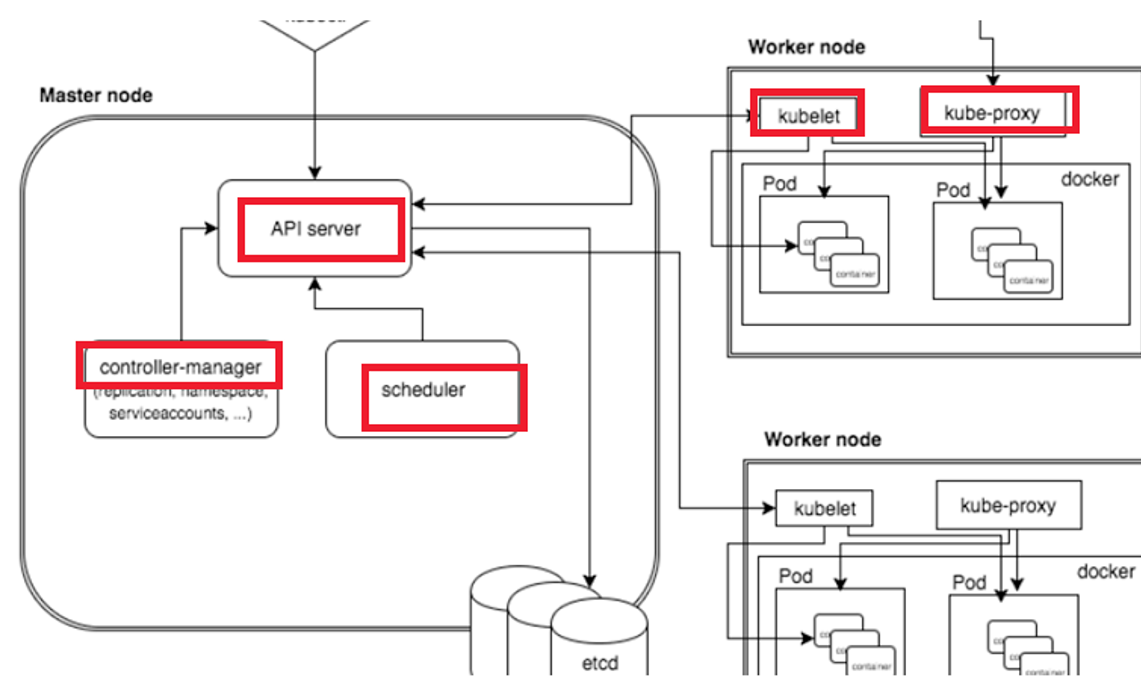 Master node
API server
controller-manager
(replication, namespace,
serviceaccounts, ...)
scheduler
etcd
Worker node
kubelet
kube-proxy
docker
Pod
Pod
container
container
Worker node
kubelet
kube-proxy
docker
Pod
Pod
container
container